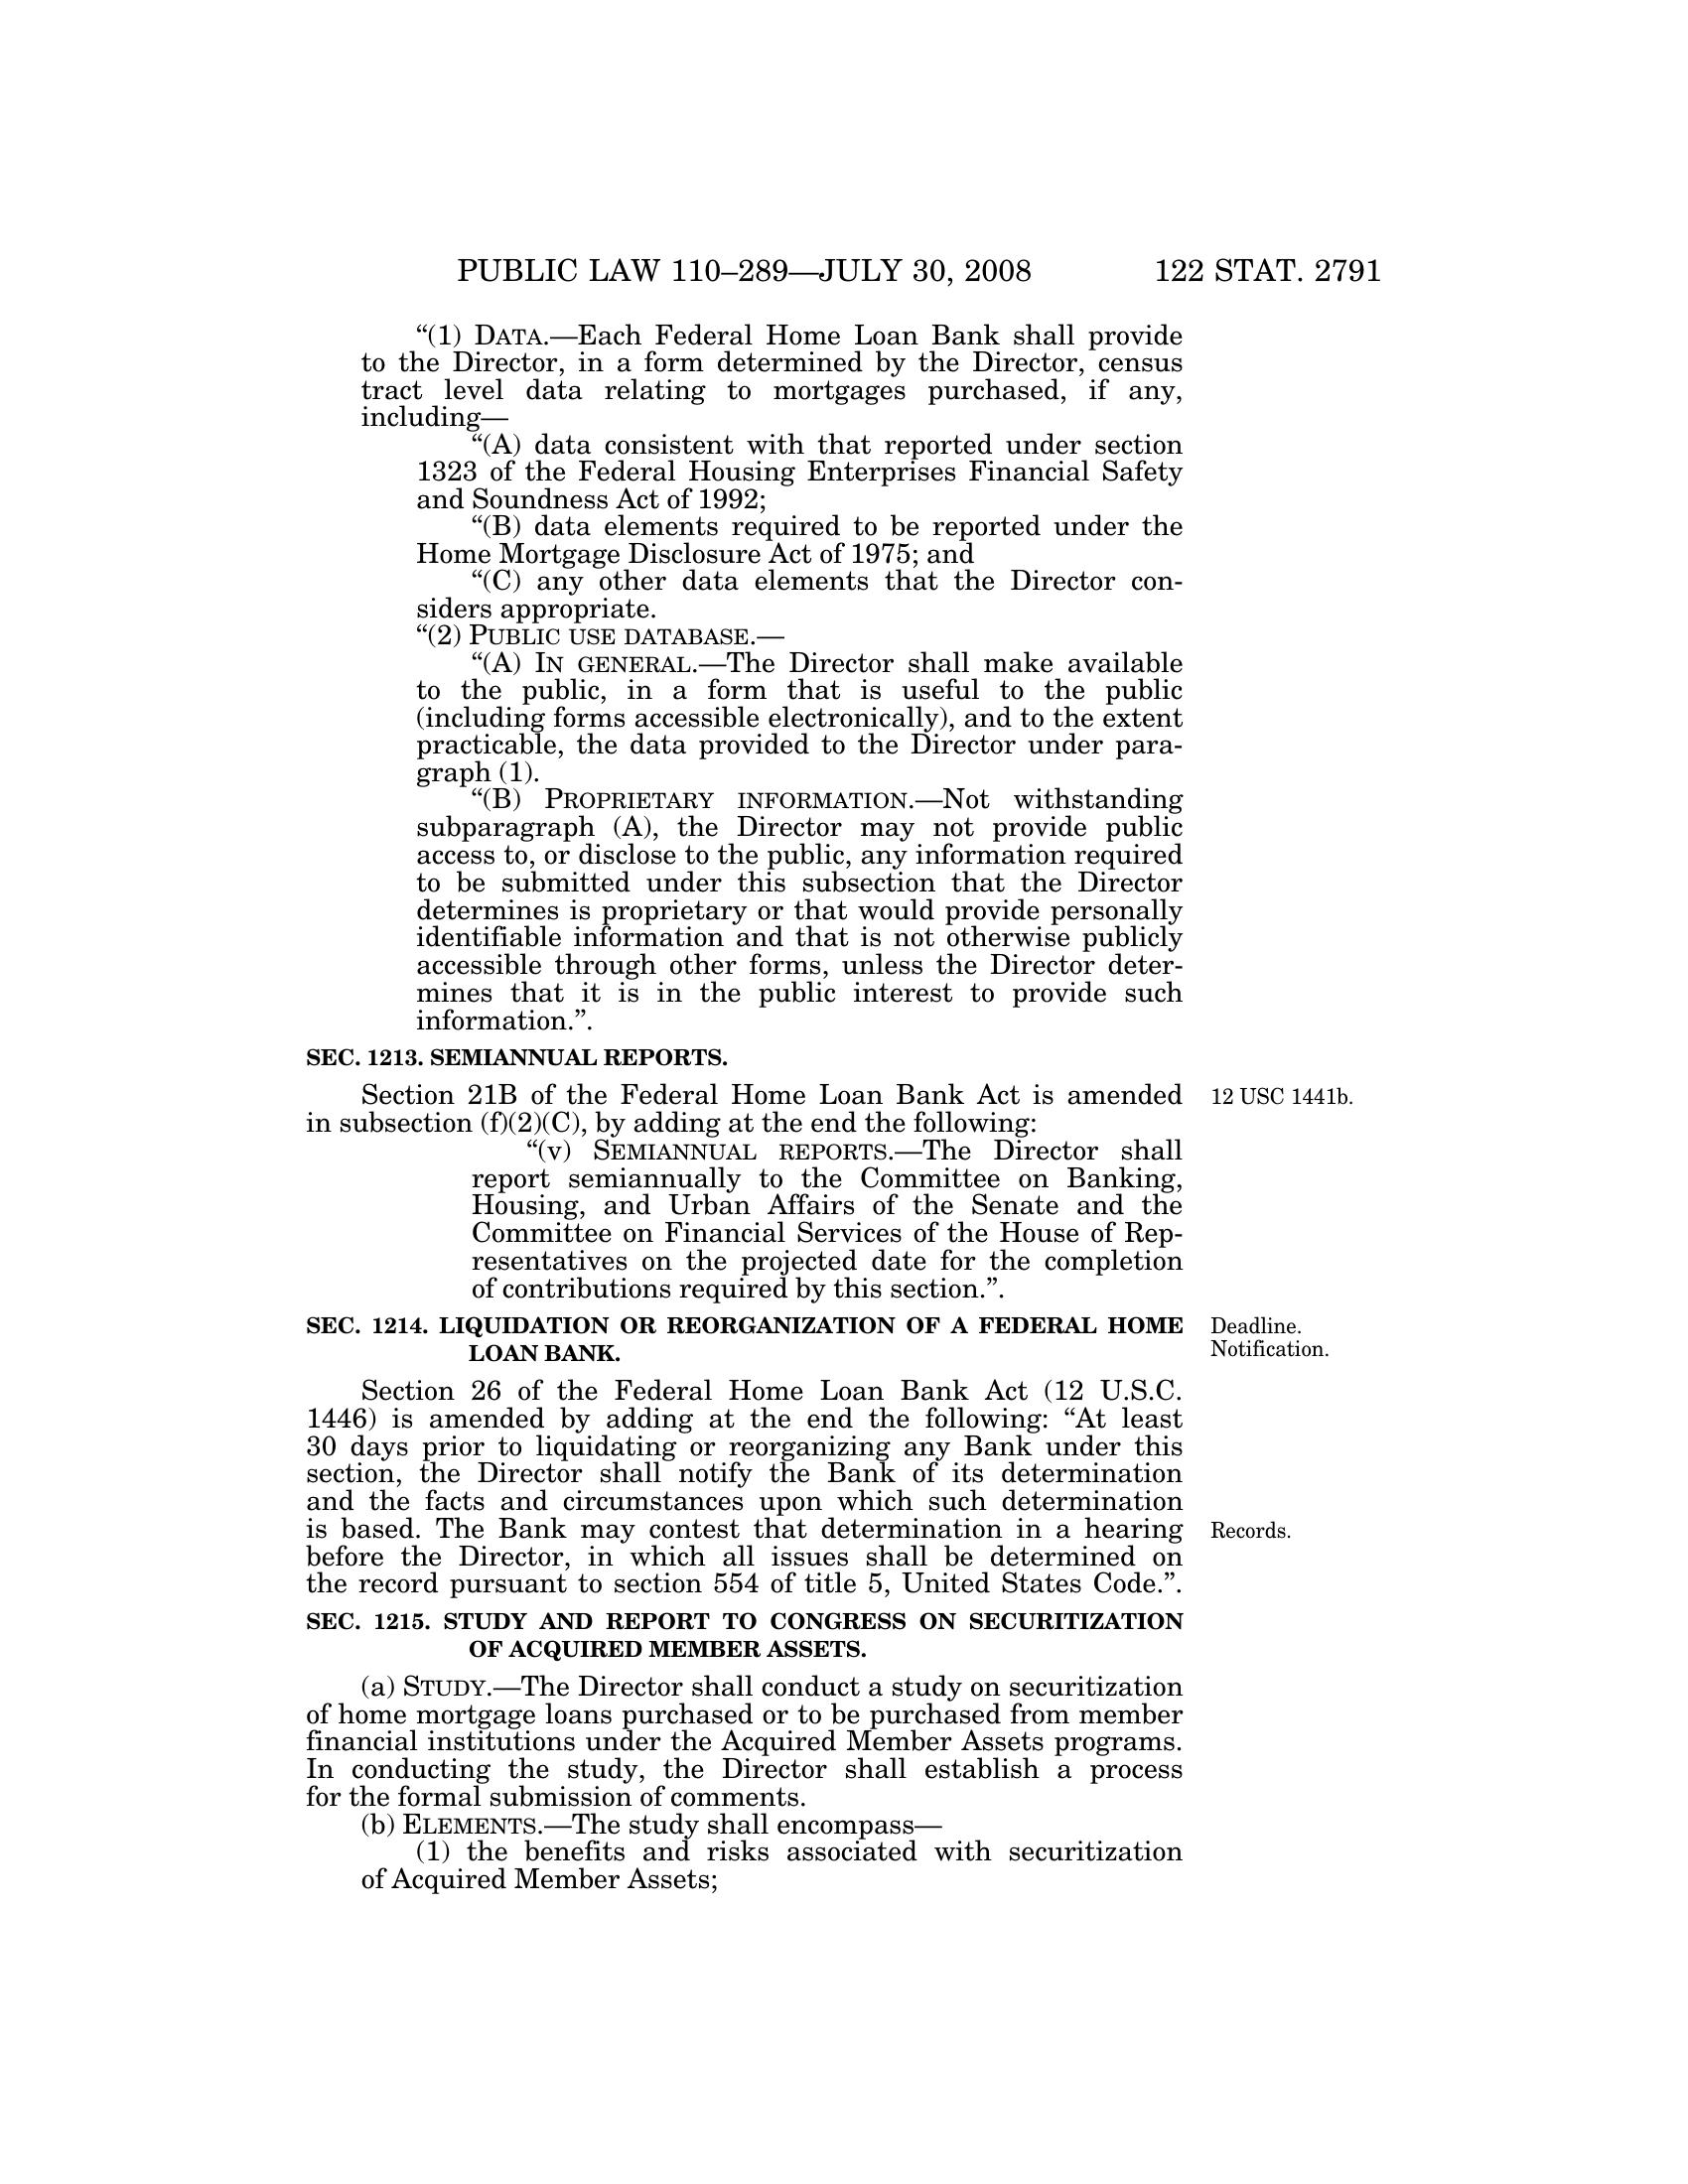 PUBLIC LAW 110–289—JULY 30, 2008 122 STAT. 2791
“(1) DATA.—Each Federal Home Loan Bank shall provide
to the Director, in a form determined by the Director, census
tract level data relating to mortgages purchased, if any,
including—
“(A) data consistent with that reported under section
1323 of the Federal Housing Enterprises Financial Safety
and Soundness Act of 1992;
“(B) data elements required to be reported under the
Home Mortgage Disclosure Act of 1975; and
“(C) any other data elements that the Director con-
siders appropriate.
“(2) PUBLIC USE DATABASE.—
“(A) IN GENERAL.—The Director shall make available
to the public, in a form that is useful to the public
(including forms accessible electronically), and to the extent
practicable, the data provided to the Director under para-
graph (1).
“(B) PROPRIETARY INFORMATION.—Not withstanding
subparagraph (A), the Director may not provide public
access to, or disclose to the public, any information required
to be submitted under this subsection that the Director
determines is proprietary or that would provide personally
identifiable information and that is not otherwise publicly
accessible through other forms, unless the Director deter-
mines that it is in the public interest to provide such
information.”.
SEC. 1213. SEMIANNUAL REPORTS.
Section 21B of the Federal Home Loan Bank Act is amended
in subsection (f)(2)(C), by adding at the end the following:
“(v) SEMIANNUAL REPORTS.—The Director shall
report semiannually to the Committee on Banking,
Housing, and Urban Affairs of the Senate and the
Committee on Financial Services of the House of Rep-
resentatives on the projected date for the completion
of contributions required by this section.”.
SEC. 1214. LIQUIDATION OR REORGANIZATION OF A FEDERAL HOME
LOAN BANK.
Section 26 of the Federal Home Loan Bank Act (12 U.S.C.
1446) is amended by adding at the end the following: “At least
30 days prior to liquidating or reorganizing any Bank under this
section, the Director shall notify the Bank of its determination
and the facts and circumstances upon which such determination
is based. The Bank may contest that determination in a hearing
before the Director, in which all issues shall be determined on
the record pursuant to section 554 of title 5, United States Code.”.
SEC. 1215. STUDY AND REPORT TO CONGRESS ON SECURITIZATION
OF ACQUIRED MEMBER ASSETS.
(a) STUDY.—The Director shall conduct a study on securitization
of home mortgage loans purchased or to be purchased from member
financial institutions under the Acquired Member Assets programs.
In conducting the study, the Director shall establish a process
for the formal submission of comments.
(b) ELEMENTS.—The study shall encompass—
(1) the benefits and risks associated with securitization
of Acquired Member Assets;
12 USC 1441b.
Deadline.
Notification.
Records.